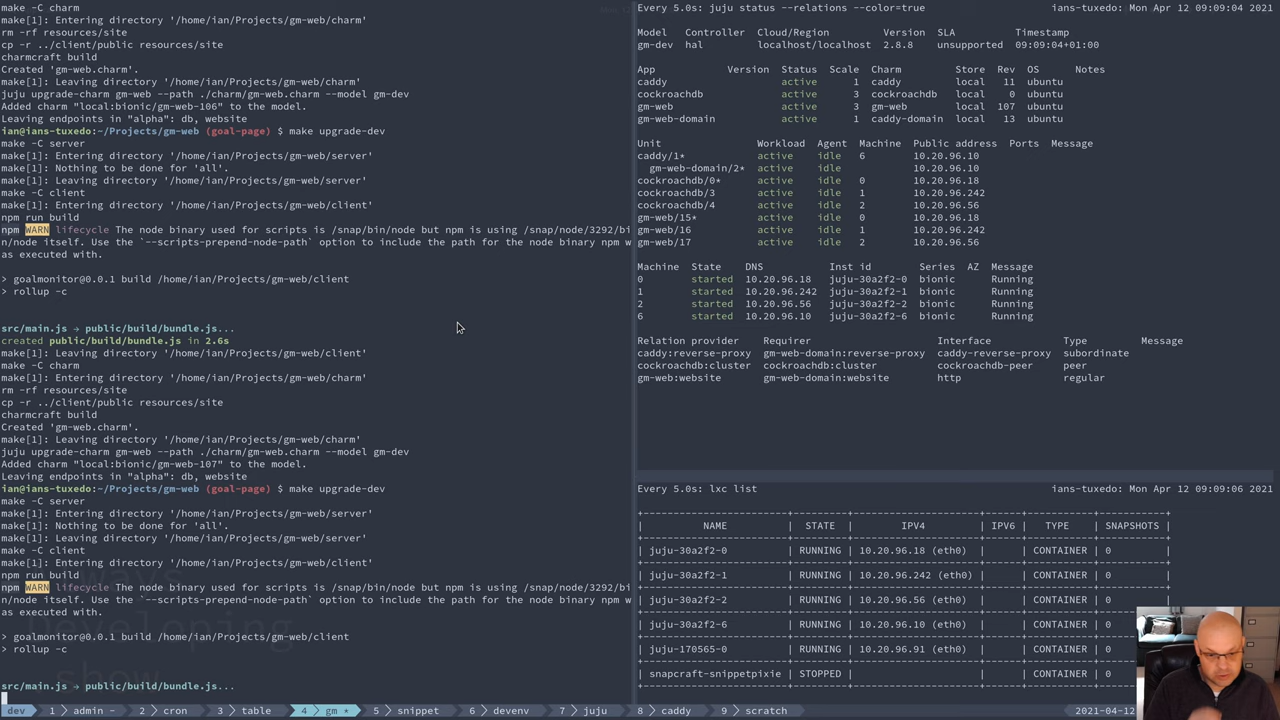 make -C charm
make[1]: Entering directory '/home/ian/Projects/gm-web/charm'
rm -rf resources/site
cp -r ../client/public resources/site
charmcraft build
Created 'gm-web.charm'.
make[1]: Leaving directory '/home/ian/Projects/gm-web/charm'
juju upgrade-charm gm-web --path ./charm/gm-web.charm --model gm-dev
Added charm "local:bionic/gm-web-106" to the model.
Leaving endpoints in "alpha": db, website
ian@ians-tuxedo:~/Projects/gm-web (goal-page) $ make upgrade-dev
make -C server
make[1]: Entering directory '/home/ian/Projects/gm-web/server'
make[1]: Nothing to be done for 'all'.
make[1]: Leaving directory '/home/ian/Projects/gm-web/server'
make -C client
make[1]: Entering directory '/home/ian/Projects/gm-web/client'
npm run build
npm WARN lifecycle The node binary used for scripts is /snap/bin/node but npm is using /snap/node/3292/bi
n/node itself. Use the `--scripts-prepend-node-path` option to include the path for the node binary npm w
as executed with.
> goalmonitor@0.0.1 build /home/ian/Projects/gm-web/client
> rollup -c
src/main.js → public/build/bundle.js...
created public/build/bundle.js in 2.6s
make[1]: Leaving directory '/home/ian/Projects/gm-web/client'
make -C charm
make[1]: Entering directory '/home/ian/Projects/gm-web/charm'
rm -rf resources/site
cp -r ../client/public resources/site
charmcraft build
Created 'gm-web.charm'.
make[1]: Leaving directory '/home/ian/Projects/gm-web/charm'
juju upgrade-charm gm-web --path ./charm/gm-web.charm --model gm-dev
Added charm "local:bionic/gm-web-107" to the model.
Leaving endpoints in "alpha": db, website
ian@ians-tuxedo:~/Projects/gm-web (goal-page) $ make upgrade-dev
make -C server
make[1]: Entering directory '/home/ian/Projects/gm-web/server'
make[1]: Nothing to be done for 'all'.
make[1]: Leaving directory '/home/ian/Projects/gm-web/server'
make -C client
make[1]: Entering directory '/home/ian/Projects/gm-web/client'
npm run build
npm WARN lifecycle The node binary used for scripts is /snap/bin/node but npm is using /snap/node/3292/bi
n/node itself. Use the `--scripts-prepend-node-path` option to include the path for the node binary npm w
as executed with.
> goalmonitor@0.0.1 build /home/ian/Projects/gm-web/client
> rollup -c
src/main.js → public/build/bundle.js...
Developing
show
Every 5.0s: juju status --relations --color=true ians-tuxedo: Mon Apr 12 09:09:04 2021
Model Controller Cloud/Region Version SLA Timestamp
gm-dev hal localhost/localhost 2.8.8 unsupported 09:09:04+01:00
App Version Status Scale Charm Store Rev OS Notes
caddy active 1 caddy local 11 ubuntu
cockroachdb active 3 cockroachdb local 0 ubuntu
gm-web active 3 gm-web local 107 ubuntu
gm-web-domain active 1 caddy-domain local 13 ubuntu
Unit Workload Agent Machine Public address Ports Message
caddy/1* active idle 6 10.20.96.10
gm-web-domain/2* active idle 10.20.96.10
cockroachdb/0* active idle 0 10.20.96.18
cockroachdb/3 active idle 1 10.20.96.242
cockroachdb/4 active idle 2 10.20.96.56
gm-web/15* active idle 0 10.20.96.18
gm-web/16 active idle 1 10.20.96.242
gm-web/17 active idle 2 10.20.96.56
Machine State DNS Inst id Series AZ Message
0 started 10.20.96.18 juju-30a2f2-0 bionic Running
1 started 10.20.96.242 juju-30a2f2-1 bionic Running
2 started 10.20.96.56 juju-30a2f2-2 bionic Running
6 started 10.20.96.10 juju-30a2f2-6 bionic Running
Relation provider Requirer Interface Type Message
caddy:reverse-proxy gm-web-domain:reverse-proxy caddy-reverse-proxy subordinate
cockroachdb:cluster cockroachdb:cluster cockroachdb-peer peer
gm-web:website gm-web-domain:website http regular
Every 5.0s: lxc list ians-tuxedo: Mon Apr 12 09:09:06 2021
| NAME | STATE | IPV4 | IPV6 | TYPE | SNAPSHOTS |
| juju-30a2f2-0 | RUNNING | 10.20.96.18 (eth0) | | CONTAINER | 0 |
| juju-30a2f2-1 | RUNNING | 10.20.96.242 (eth0) | | CONTAINER | 0 |
| juju-30a2f2-2 | RUNNING | 10.20.96.56 (eth0) | | CONTAINER | 0 |
| juju-30a2f2-6 | RUNNING | 10.20.96.10 (eth0) | | CONTAINER | 0
| juju-170565-0 | RUNNING | 10.20.96.91 (eth0) | | CONTAINER | 0
| snapcraft-snippetpixie | STOPPED | | | CONTAINER | 0
dev 1 admin - 2 cron 3 table 4 gm * 5 snippet 6 devenv 7 juju 8 caddy 9 scratch 2021-04-12